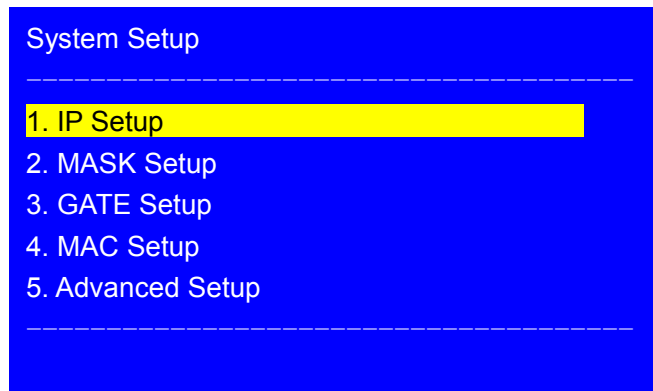 System Setup
1. IP Setup
2. MASK Setup
3. GATE Setup
4. MAC Setup
5. Advanced Setup